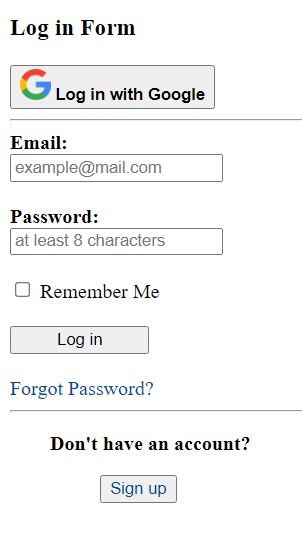 Log in Form
Log in with Google
Email:
example@mail.com
Password:
at least 8 characters
Remember Me
Log in
Forgot Password?
Don't have an account?
Sign up